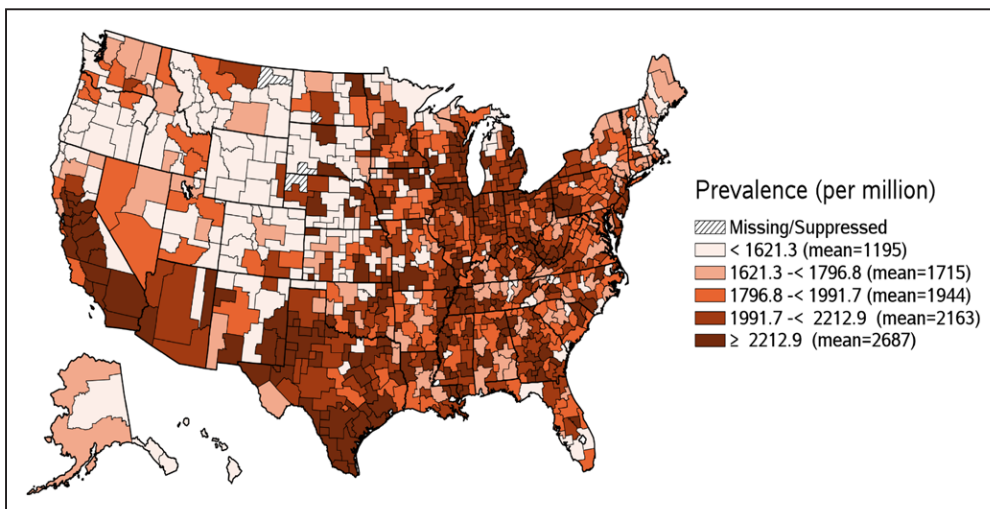 Prevalence (per million)
Missing/Suppressed
< 1621.3 (mean=1195)
1621.3 -< 1796.8 (mean=1715)
1796.8 -< 1991.7 (mean=1944)
1991.7 -< 2212.9 (mean=2163)
≥ 2212.9 (mean=2687)